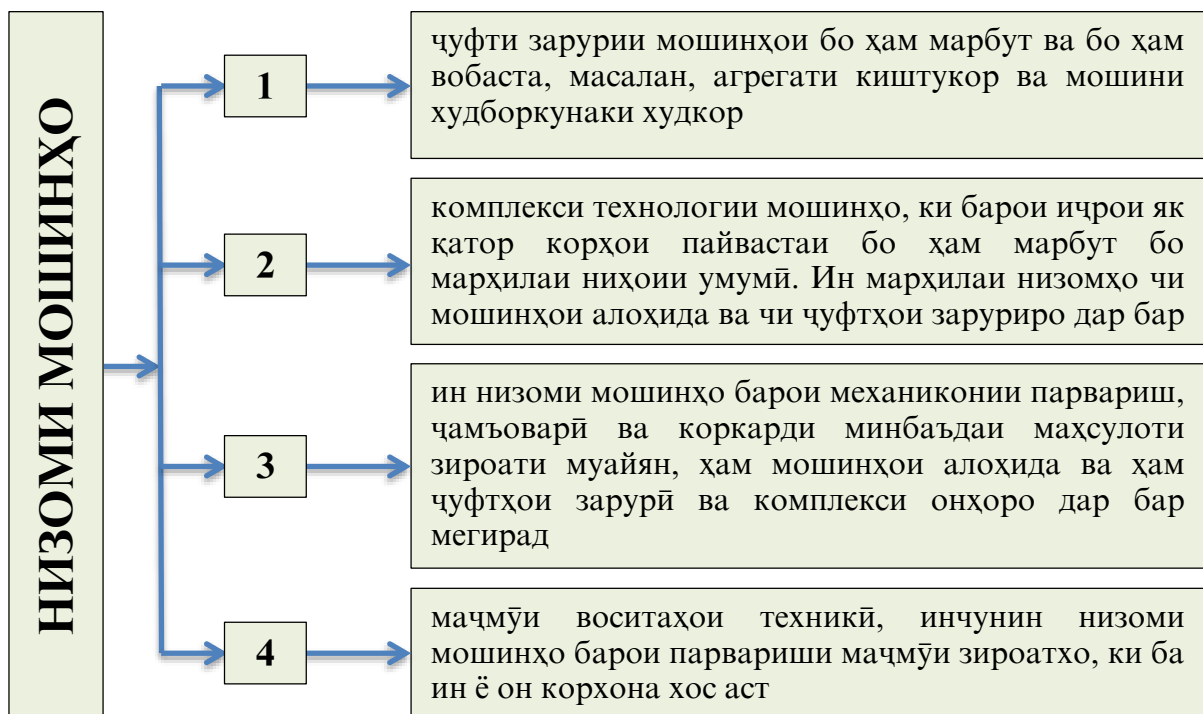 НИЗОМИ МОШИНҲО
1
ҷуфти зарурии мошинҳои бо ҳам марбут ва бо ҳам
вобаста, масалан, агрегати киштукор ва мошини
худборкунаки худкор
2
комплекси технологии мошинҳо, ки барои иҷрои як
қатор корҳои пайвастаи бо ҳам марбут бо
марҳилаи ниҳоии умумӣ. Ин марҳилаи низомҳо чи
мошинҳои алоҳида ва чи ҷуфтҳои заруриро дар бар
3
ин низоми мошинҳо барои механиконии парвариш,
ҷамъоварӣ ва коркарди минбаъдаи маҳсулоти
зироати муайян, ҳам мошинҳои алоҳида ва ҳам
ҷуфтҳои зарурӣ ва комплекси онҳоро дар бар
мегирад
4
маҷмӯи воситаҳои техникӣ, инчунин низоми
мошинҳо барои парвариши маҷмӯи зироатхо, ки ба
ин ё он корхона хос аст